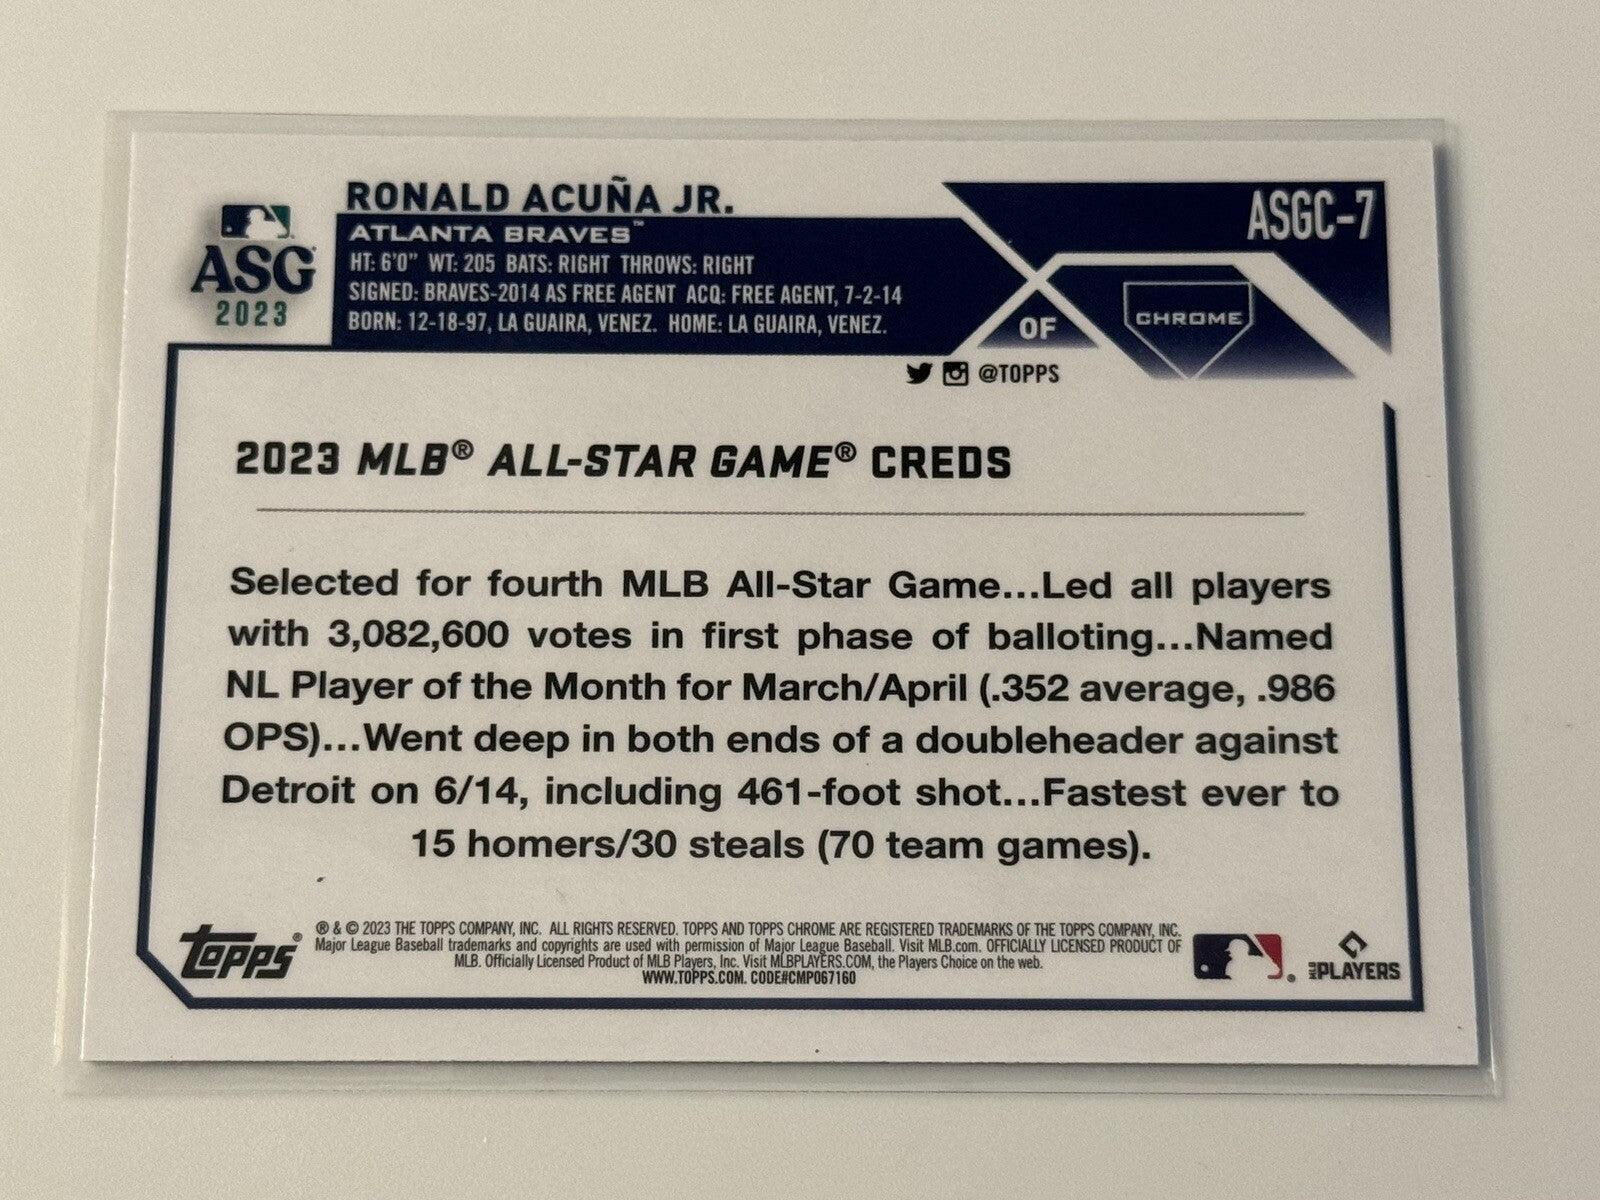 RONALD ACUÑA JR.
ASGC-7
ATLANTA BRAVES™
HT: 6'0" WT: 205 BATS: RIGHT THROWS: RIGHT
SIGNED: BRAVES-2014 AS FREE AGENT ACQ: FREE AGENT, 7-2-14
BORN: 12-18-97, LA GUAIRA, VENEZ. HOME: LA GUAIRA, VENEZ.
ASG
2023
OF
CHROME
@TOPPS
2023 MLB® ALL-STAR GAME® CREDS
Selected for fourth MLB All-Star Game...Led all players
with 3,082,600 votes in first phase of balloting...Named
NL Player of the Month for March/April (.352 average, .986
OPS)...Went deep in both ends of a doubleheader against
Detroit on 6/14, including 461-foot shot...Fastest ever to
15 homers/30 steals (70 team games).
TOPPS®
® & © 2023 THE TOPPS COMPANY, INC. ALL RIGHTS RESERVED. TOPPS AND TOPPS CHROME ARE REGISTERED TRADEMARKS OF THE TOPPS COMPANY, INC.
Major League Baseball trademarks and copyrights are used with permission of Major League Baseball. Visit MLB.com. OFFICIALLY LICENSED PRODUCT OF
MLB. Officially Licensed Product of MLB Players, Inc. Visit MLBPLAYERS.COM, the Players Choice on the web.
WWW.TOPPS.COM. CODE#CMP067160
MLB PLAYERS